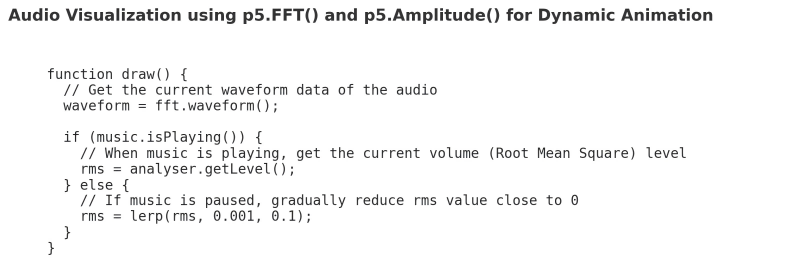 Audio Visualization using p5.FFT() and p5.Amplitude() for Dynamic Animation
function draw() {
  // Get the current waveform data of the audio
  waveform = fft.waveform();

  if (music.isPlaying()) {
    // When music is playing, get the current volume (Root Mean Square) level
    rms = analyser.getLevel();
  } else {
    // If music is paused, gradually reduce rms value close to 0
    rms = lerp(rms, 0.001, 0.1);
  }
}